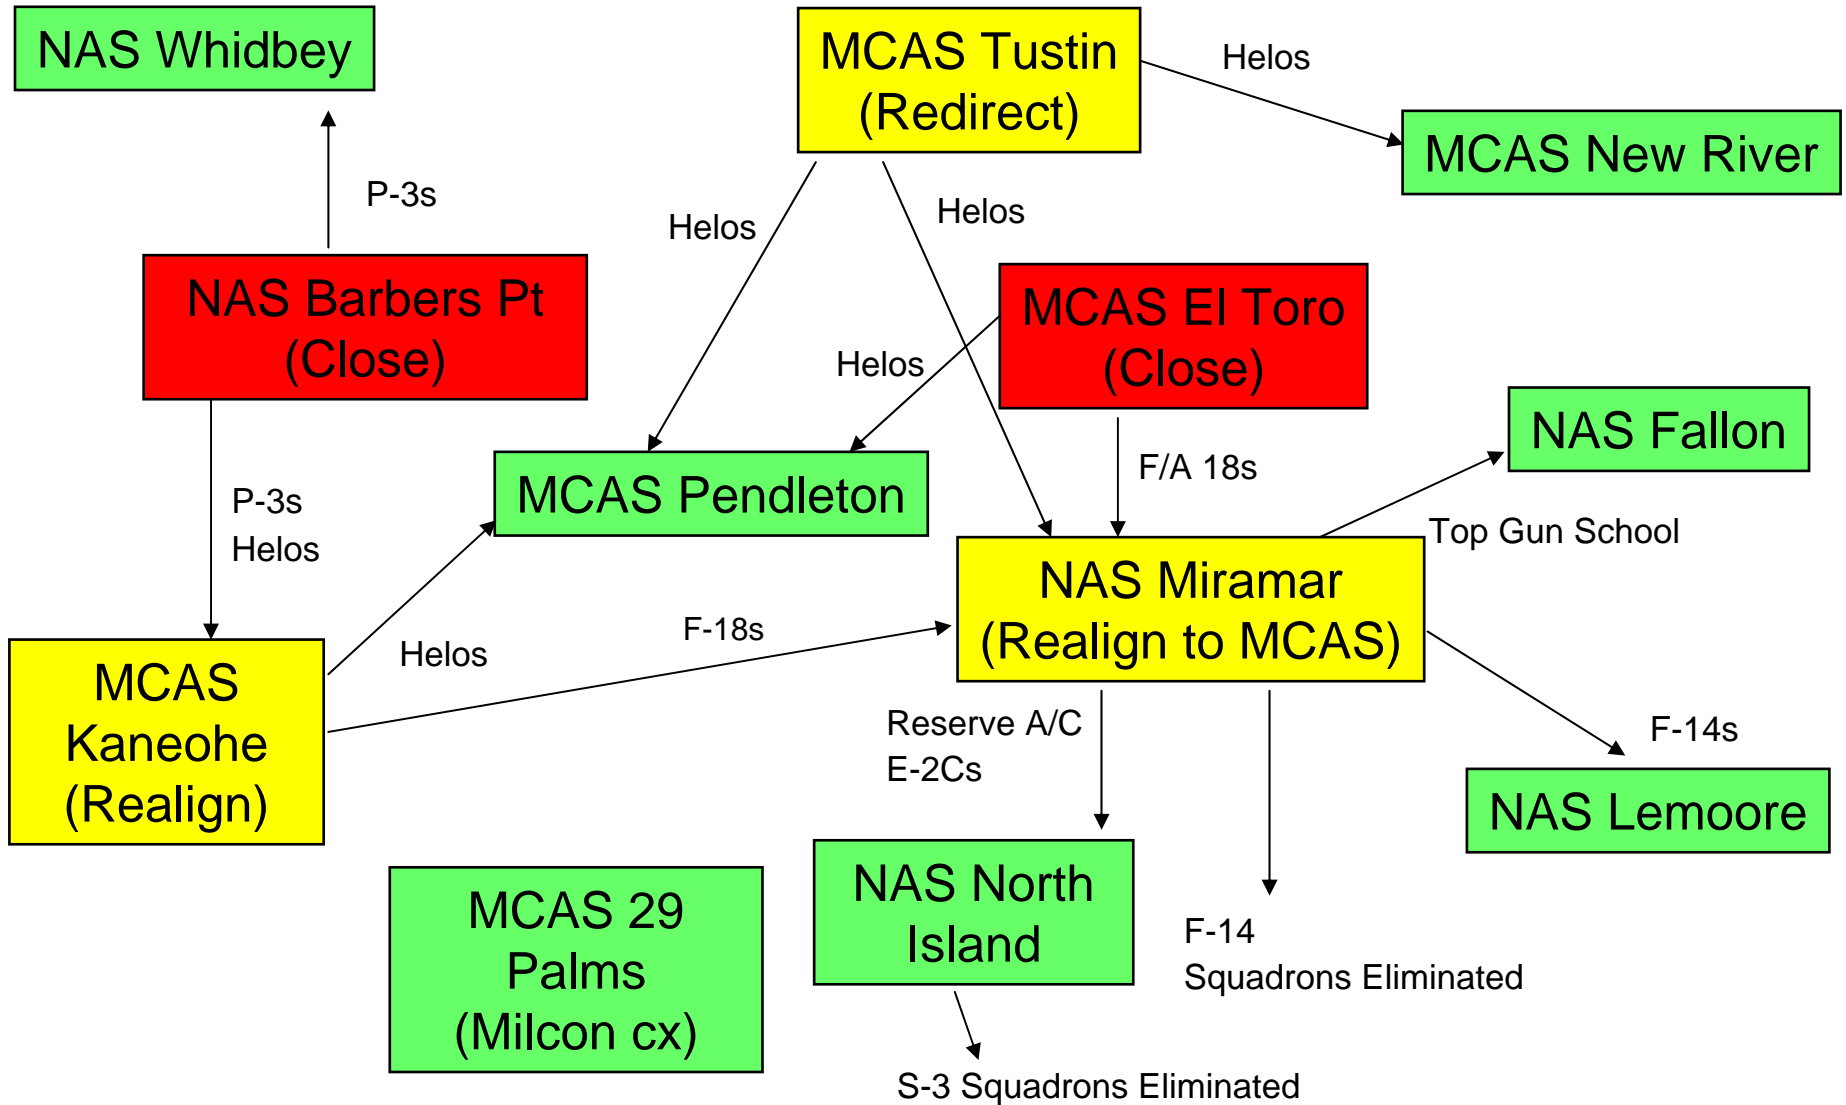 NAS Whidbey
MCAS Tustin
(Redirect)
Helos
MCAS New River
P-3s
Helos
Helos
NAS Barbers Pt
(Close)
MCAS El Toro
(Close)
Helos
NAS Fallon
F/A 18s
MCAS Pendleton
P-3s
Helos
Top Gun School
NAS Miramar
(Realign to MCAS)
F-18s
Helos
MCAS
Kaneohe
(Realign)
Reserve A/C
E-2Cs
F-14s
NAS Lemoore
MCAS 29
Palms
(Milcon cx)
NAS North
Island
F-14
Squadrons Eliminated
S-3 Squadrons Eliminated